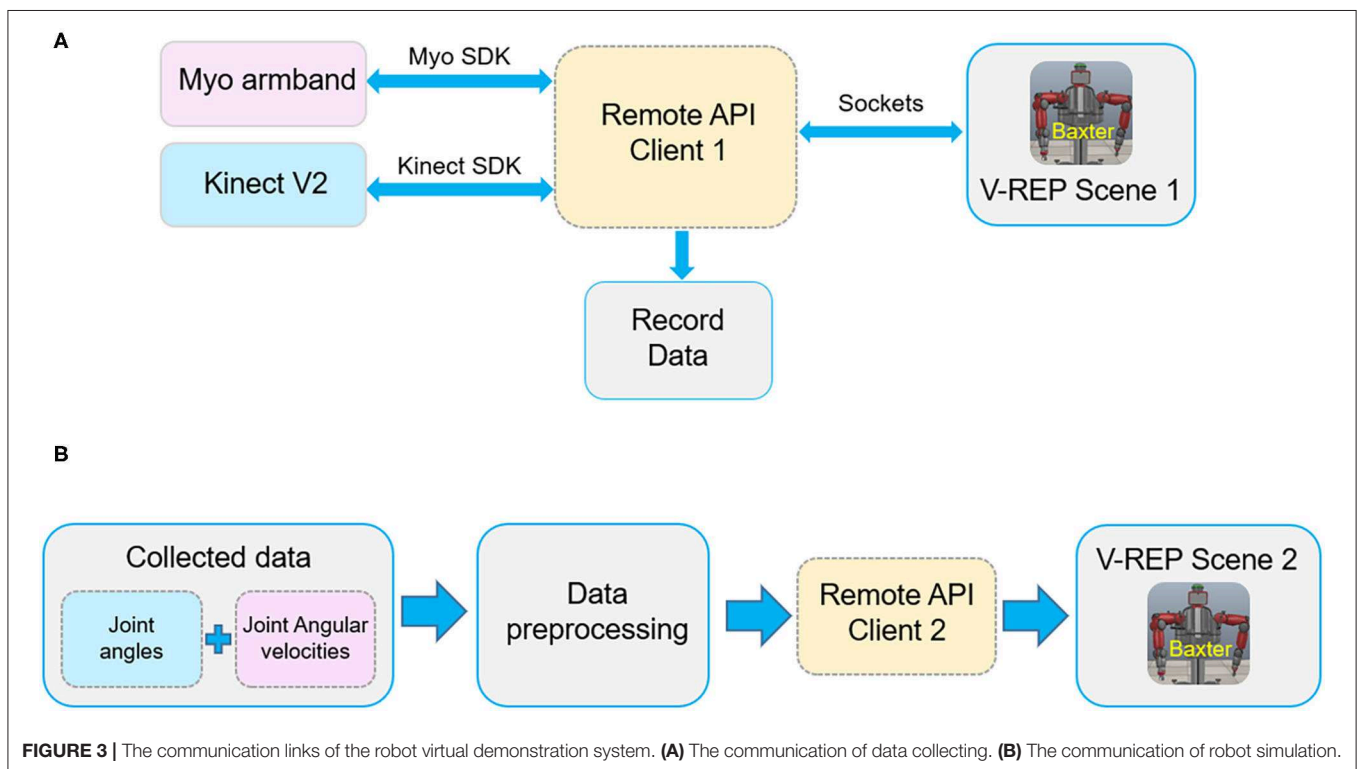 A
Myo armband
Myo SDK
Kinect V2
Kinect SDK
Remote API
Client 1
Sockets
Baxter
V-REP Scene 1
Record
Data
B
Collected data
Joint
angles
Joint Angular
velocities
Data
preprocessing
Remote API
Client 2
V-REP Scene 2
Baxter
FIGURE 3 | The communication links of the robot virtual demonstration system. (A) The communication of data collecting. (B) The communication of robot simulation.